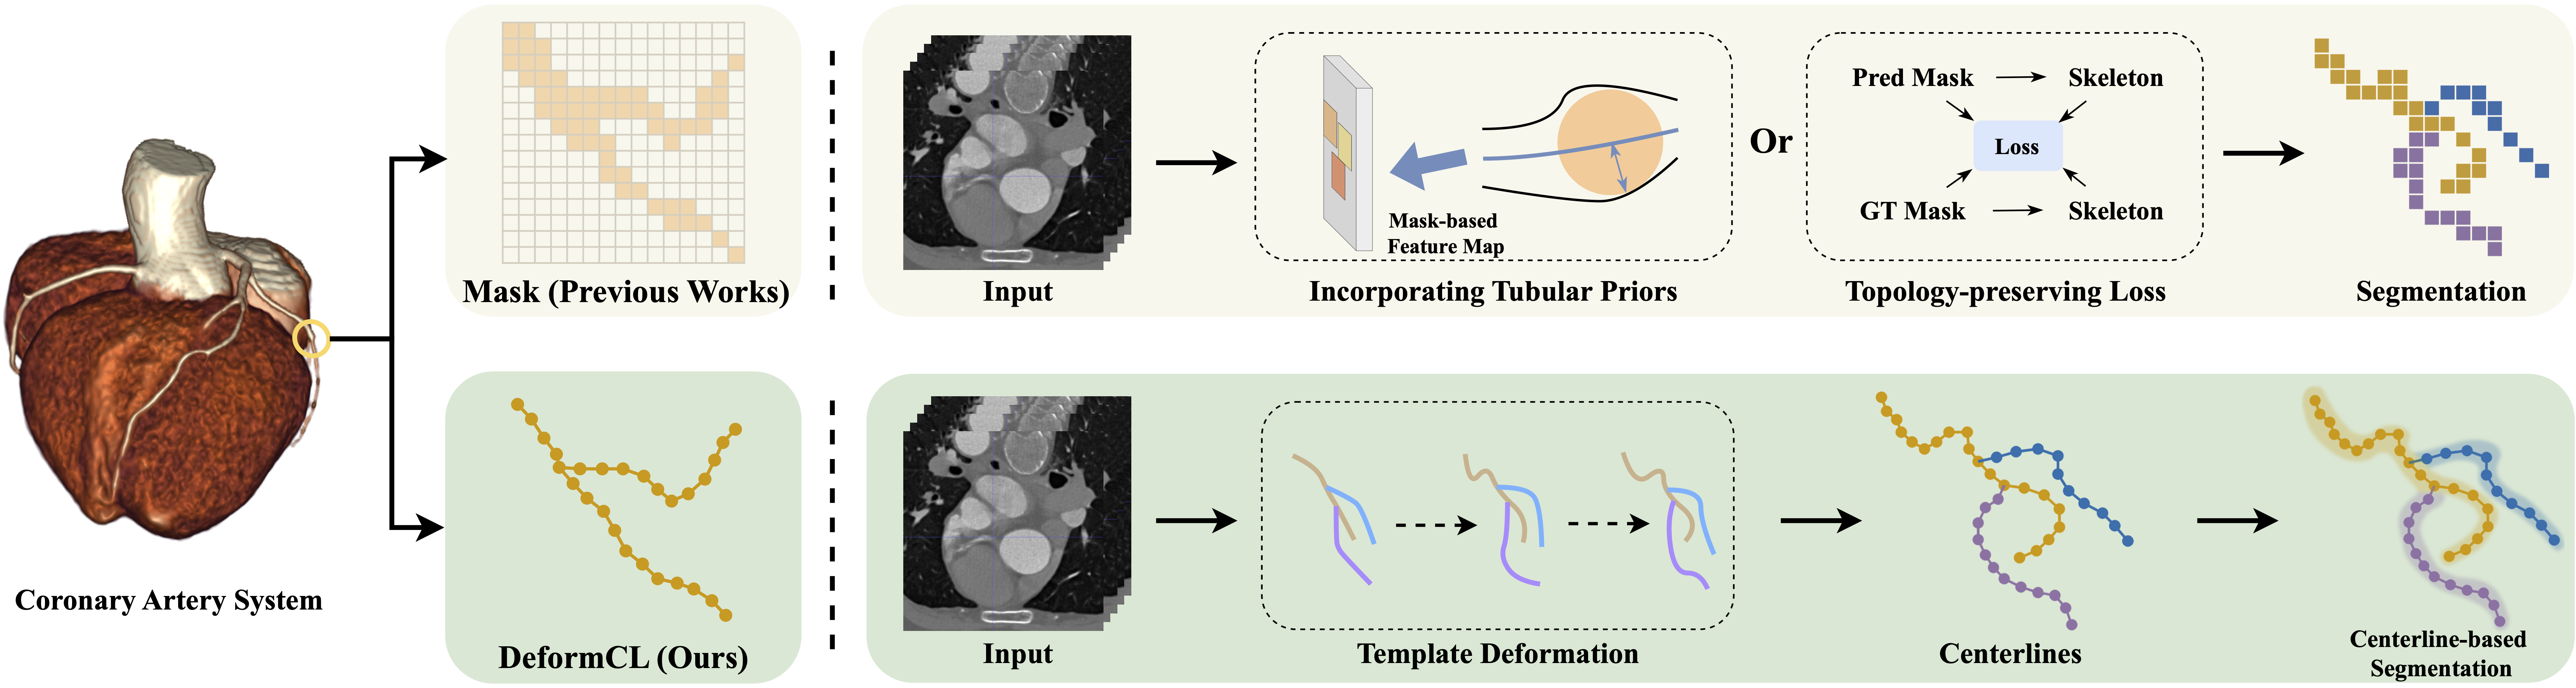 Coronary Artery System
Mask (Previous Works)
Input
Mask-based
Feature Map
Incorporating Tubular Priors
Or
Pred Mask
Skeleton
Loss
GT Mask
Skeleton
Topology-preserving Loss
Segmentation
DeformCL (Ours)
Input
Template Deformation
Centerlines
Centerline-based
Segmentation